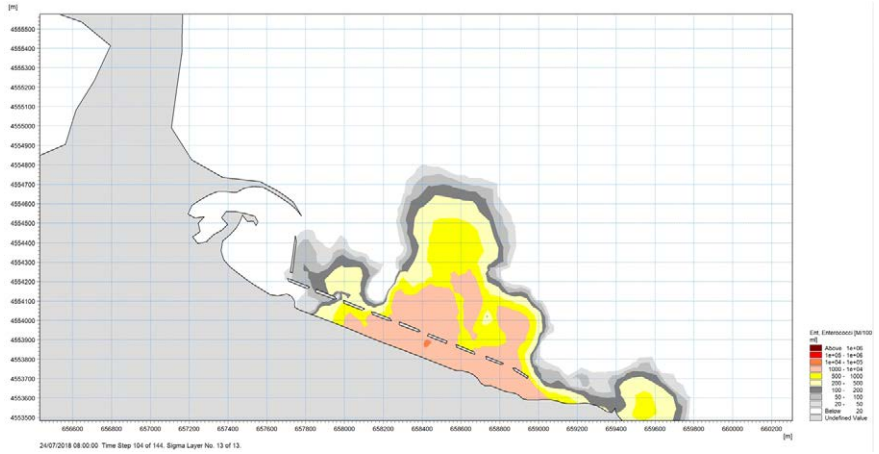 [m]
4555500
4555400
4555300
4555200
4555100
4555000
4554900
4554800
4554700
4554600
4554500
4554400
4554300
4554200
4554100
4554000
4553900
4553800
4553700
4553600
4553500
656600 656800 657000 657200 657400 657600 657800 658000 658200 658400 658600 658800 659000 659200 659400 659600 659800 660000 660200
[m]
Ent, Enterococci [M/100
ml]
Above 1e+06
1e+05 - 1e+06
1e+04 - 1e+05
1000 - 1e+04
500 - 1000
200 - 500
100 - 200
50 - 100
20 - 50
Below 20
Undefined Value
24/07/2018 08:00:00 Time Step 104 of 144. Sigma Layer No. 13 of 13.